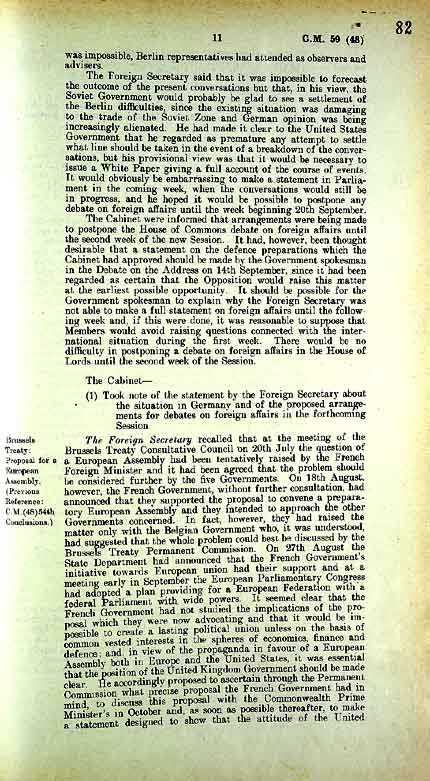 82
11
C.M. 59 (48)
was impossible, Berlin representatives had attended as observers and
advisers.
The Foreign Secretary said that it was impossible to forecast
the outcome of the present conversations but that, in his view, the
Soviet Government would probably be glad to see a settlement of
the Berlin difficulties, since the existing situation was damaging
to the trade of the Soviet Zone and German opinion was being
increasingly alienated. He had made it clear to the United States
Government that he regarded as premature any attempt to settle
what line should be taken in the event of a breakdown of the conver-
sations, but his provisional view was that it would be necessary to
issue a White Paper giving a full account of the course of events.
It would obviously be embarrassing to make a statement in Parlia-
ment in the coming week, when the conversations would still be
in progress, and he hoped it would be possible to postpone any
debate on foreign affairs until the week beginning 20th September.
The Cabinet were informed that arrangements were being made
to postpone the House of Commons debate on foreign affairs until
the second week of the new Session. It had, however, been thought
desirable that a statement on the defence preparations which the
Cabinet had approved should be made by the Government spokesman
in the Debate on the Address on 14th September, since it had been
regarded as certain that the Opposition would raise this matter
at the earliest possible opportunity. It should be possible for the
Government spokesman to explain why the Foreign Secretary was
not able to make a full statement on foreign affairs until the follow-
ing week and, if this were done, it was reasonable to suppose that
Members would avoid raising questions connected with the inter-
national situation during the first week. There would be no
difficulty in postponing a debate on foreign affairs in the House of
Lords until the second week of the Session.
The Cabinet—
(1) Took note of the statement by the Foreign Secretary about
the situation in Germany and of the proposed arrange-
ments for debates on foreign affairs in the forthcoming
Session
Brussels
Treaty:
Proposal for a
European
Assembly.
(Previous
Reference:
C.M.(48)54th
Conclusions.)
The Foreign Secretary recalled that at the meeting of the
Brussels Treaty Consultative Council on 20th July the question of
a European Assembly had been tentatively raised by the French
Foreign Minister and it had been agreed that the problem should
be considered further by the five Governments. On 18th August,
however, the French Government, without further consultation, had
announced that they supported the proposal to convene a prepara-
tory European Assembly and they intended to approach the other
Governments concerned. In fact, however, they had raised the
matter only with the Belgian Government who, it was understood,
had suggested that the whole problem could best be discussed by the
Brussels Treaty Permanent Commission. On 27th August the
State Department had announced that the French Government's
initiative towards European union had their support and at a
meeting early in September the European Parliamentary Congress
had adopted a plan providing for a European Federation with a
federal Parliament with wide powers. It seemed clear that the
French Government had not studied the implications of the pro-
posal which they were now advocating and that it would be im-
possible to create a lasting political union unless on the basis of
common vested interests in the spheres of economics, finance and
defence; and, in view of the propaganda in favour of a European
Assembly both in Europe and the United States, it was essential
that the position of the United Kingdom Government should be made
clear. He accordingly proposed to ascertain through the Permanent
Commission what precise proposal the French Government had in
mind, to discuss this proposal with the Commonwealth Prime
Minister's in October and, as soon as possible thereafter, to make
a statement designed to show that the attitude of the United